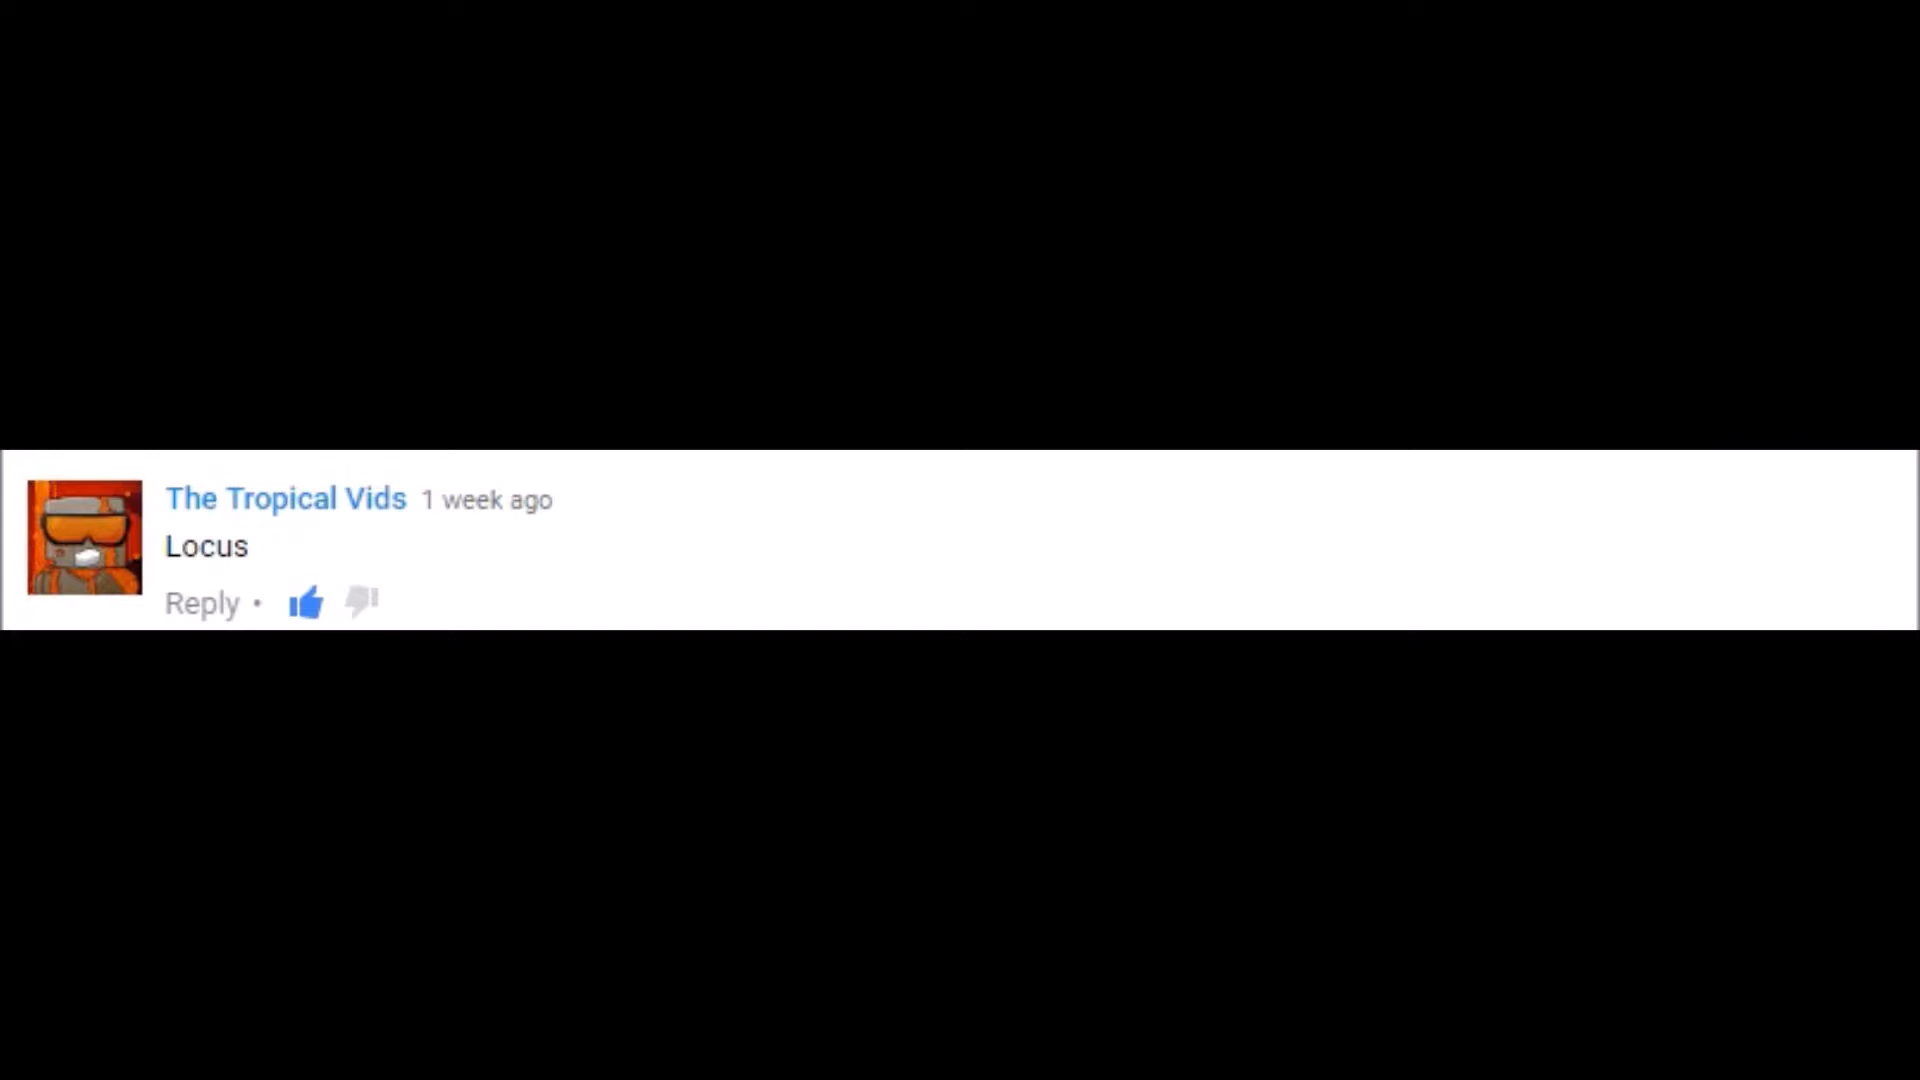 The Tropical Vids 1 week ago
Locus
Reply •